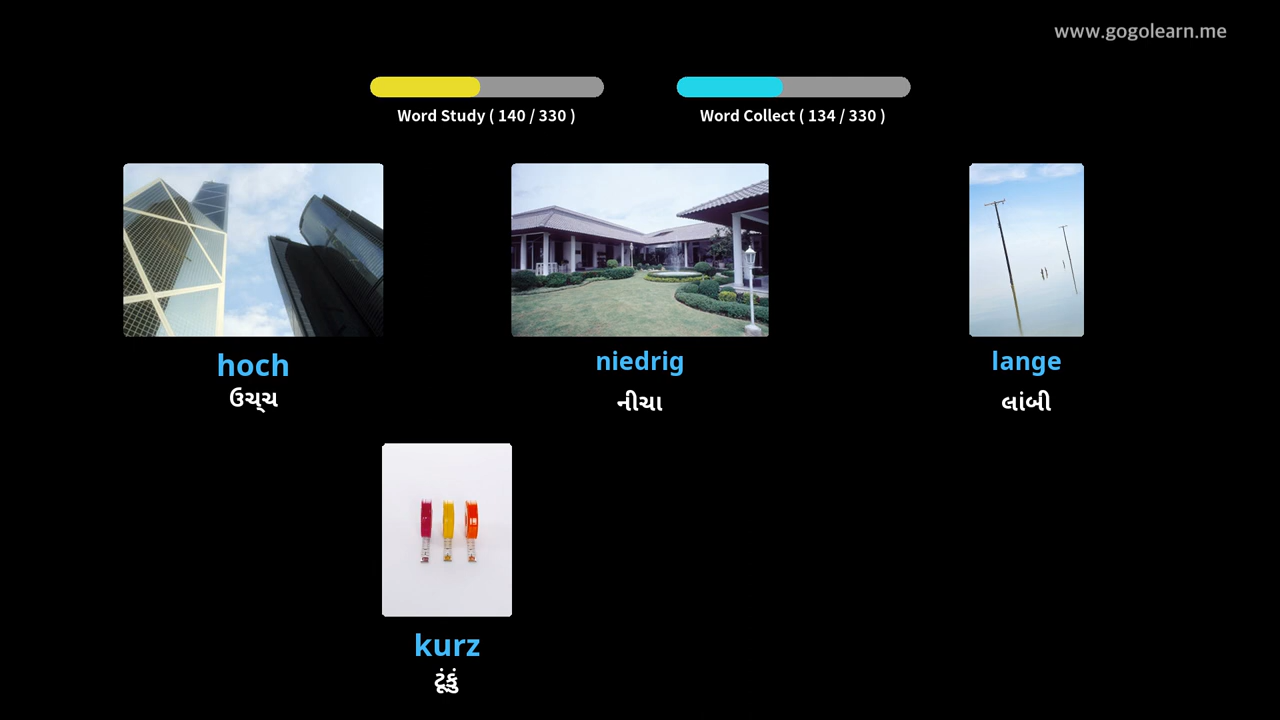 www.gogolearn.me
Word Study ( 140 / 330 )
Word Collect ( 134 / 330 )
hoch
ઉચ્ચ
niedrig
નીચા
lange
લાંબી
kurz
ટૂંકું